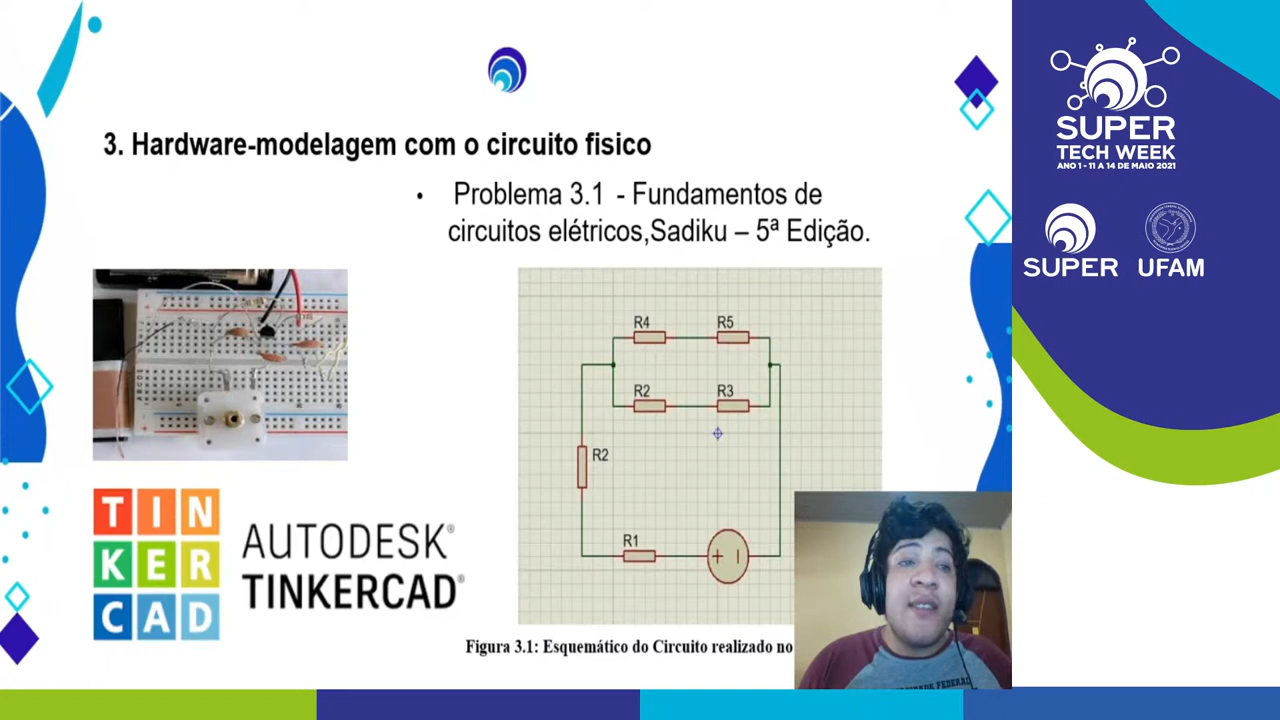 3. Hardware-modelagem com o circuito fisico
• Problema 3.1 - Fundamentos de
circuitos elétricos,Sadiku – 5ª Edição.
R4
R5
R2
R3
R2
R1
+
TIN
KER
CAD
AUTODESK®
TINKERCAD®
Figura 3.1: Esquemático do Circuito realizado no
SUPER
TECH WEEK
ANO 1 - 11 A 14 DE MAIO 2021
SUPER
UFAM
FEDERAL